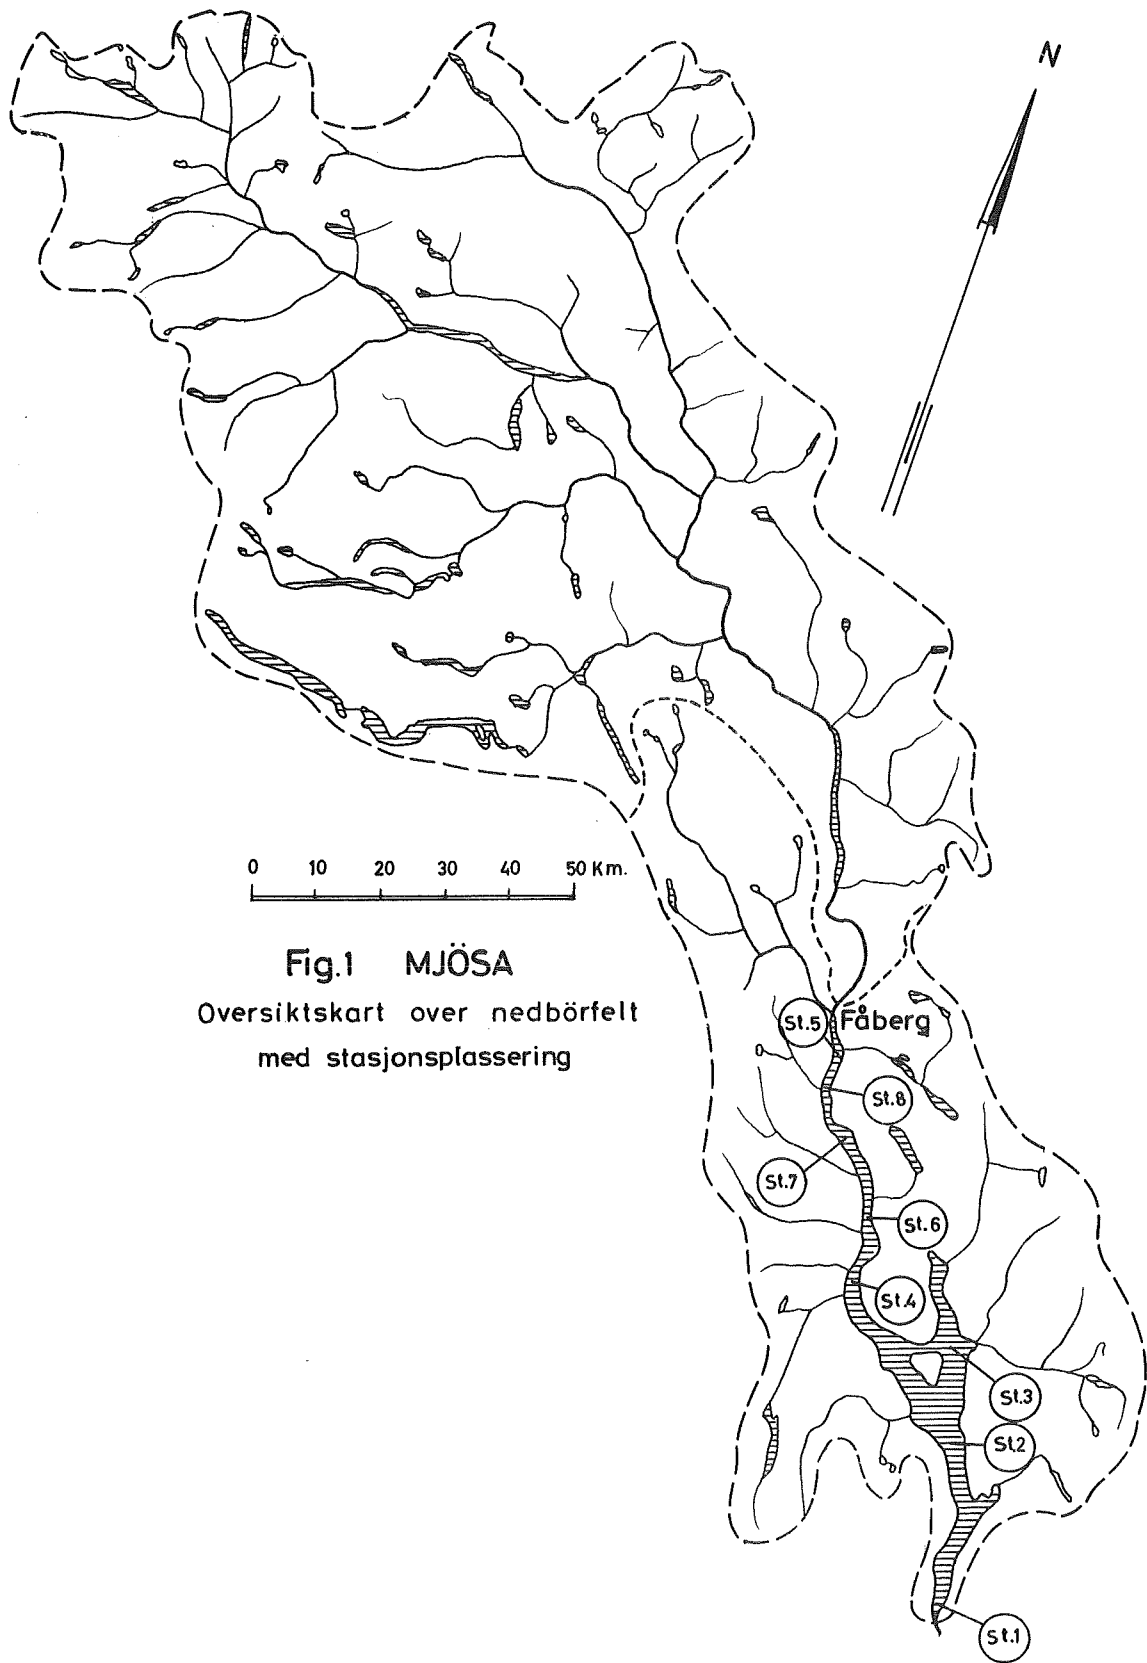 N
0 10 20 30 40 50 Km.
Fig.1 MJÖSA
Oversiktskart over nedbörfelt
med stasjonsplassering
St.5 Fåberg
St.8
St.7
St.6
St.4
St.3
St.2
St.1